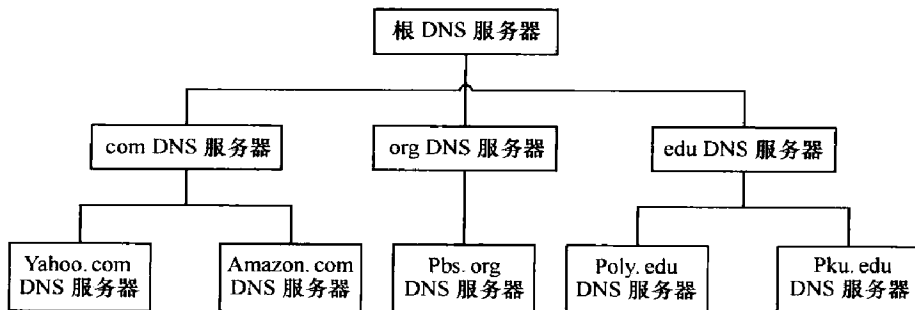 根 DNS 服务器
com DNS 服务器
org DNS 服务器
edu DNS 服务器
Yahoo. com
DNS 服务器
Amazon. com
DNS 服务器
Pbs. org
DNS 服务器
Poly. edu
DNS 服务器
Pku. edu
DNS 服务器